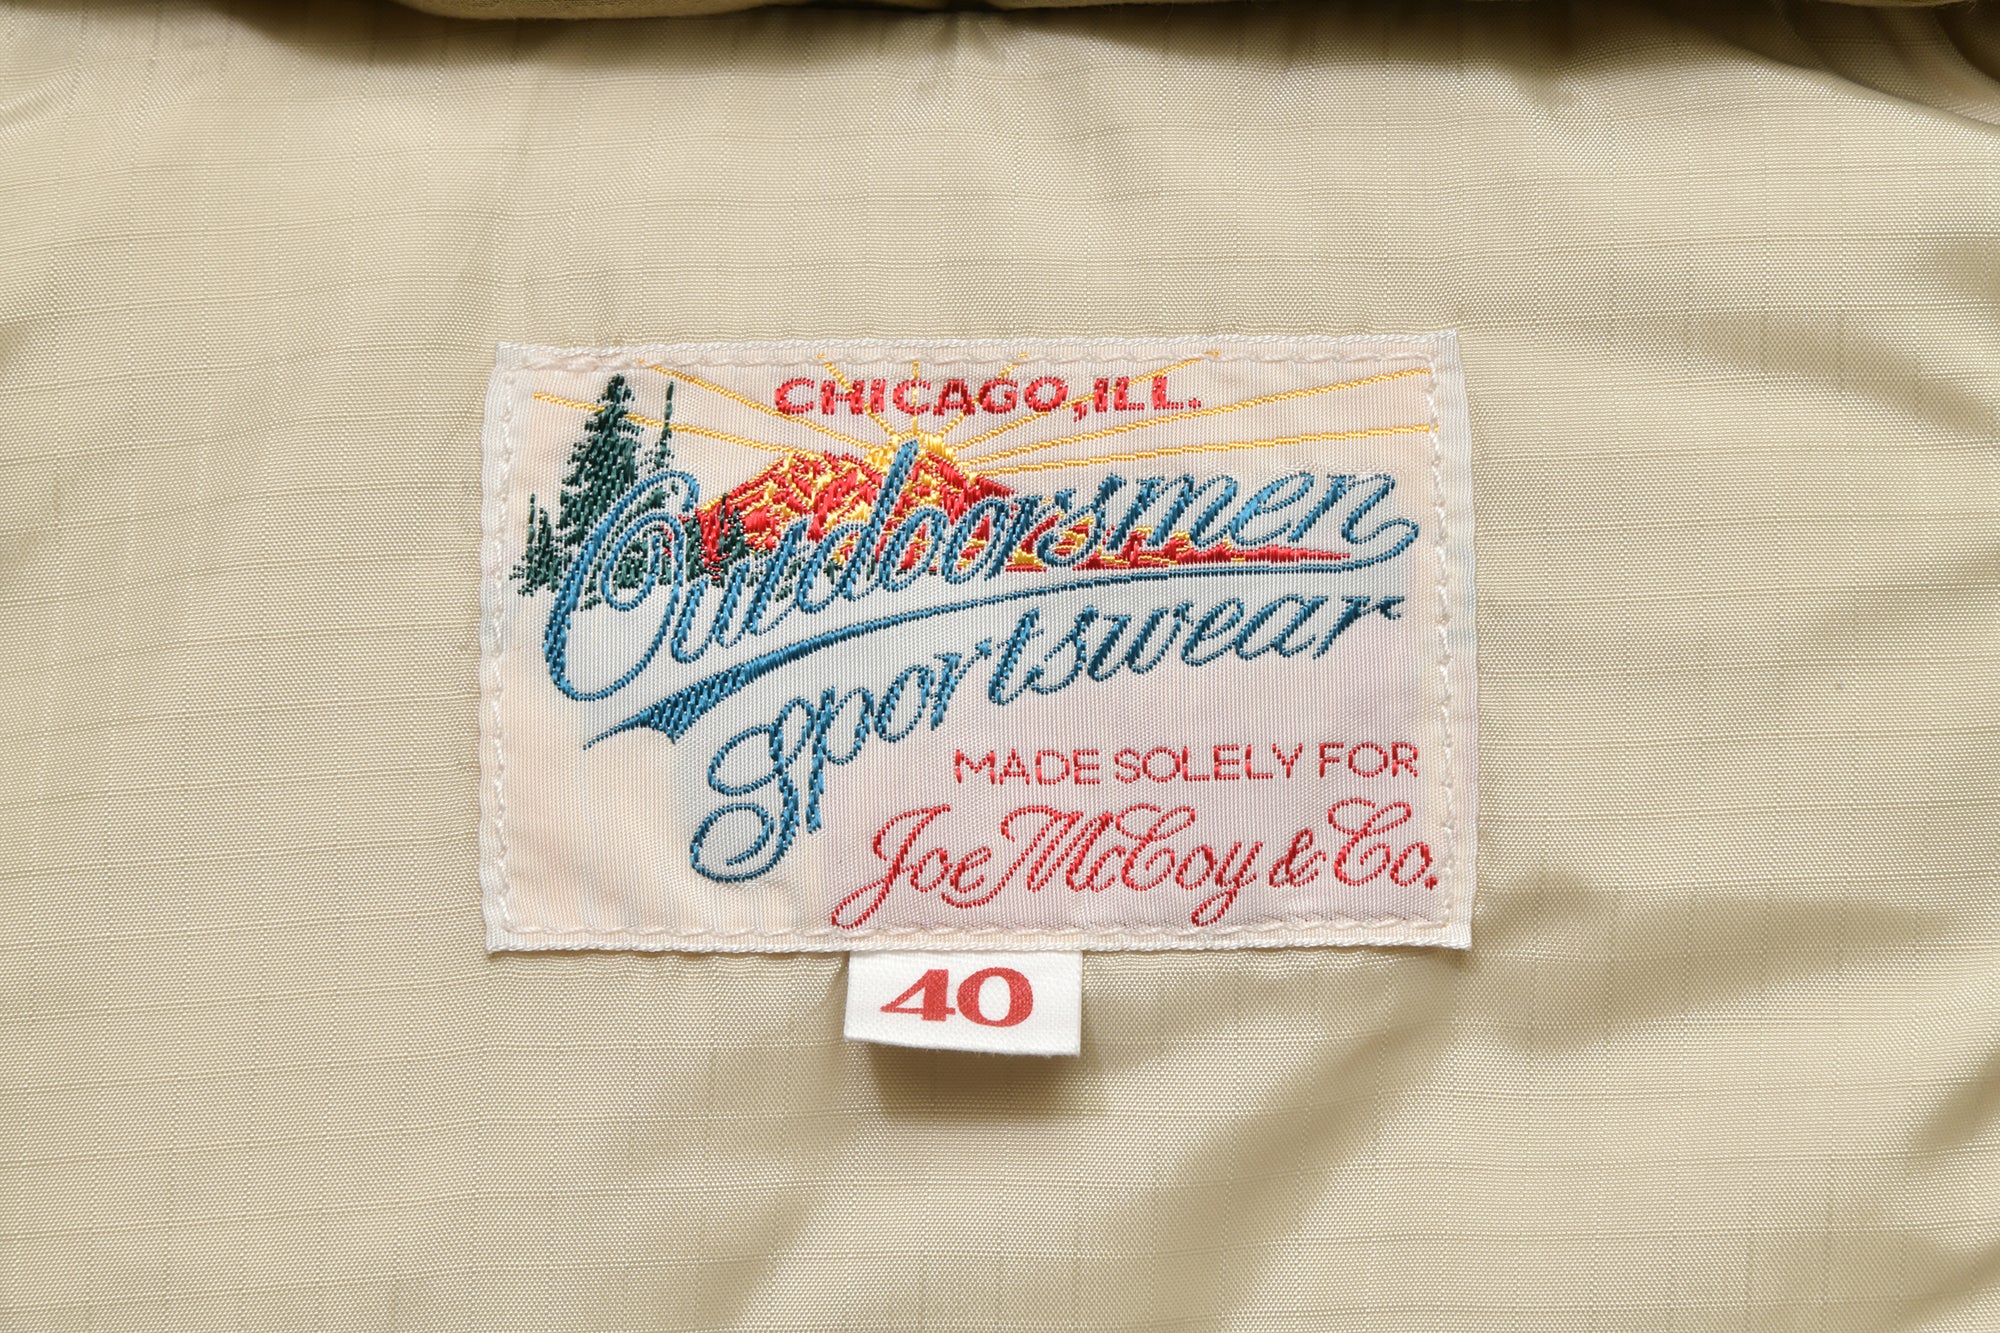 CHICAGO, ILL.
Outdoorsmen
Sportswear
MADE SOLELY FOR
Joe McCoy & Co.
40